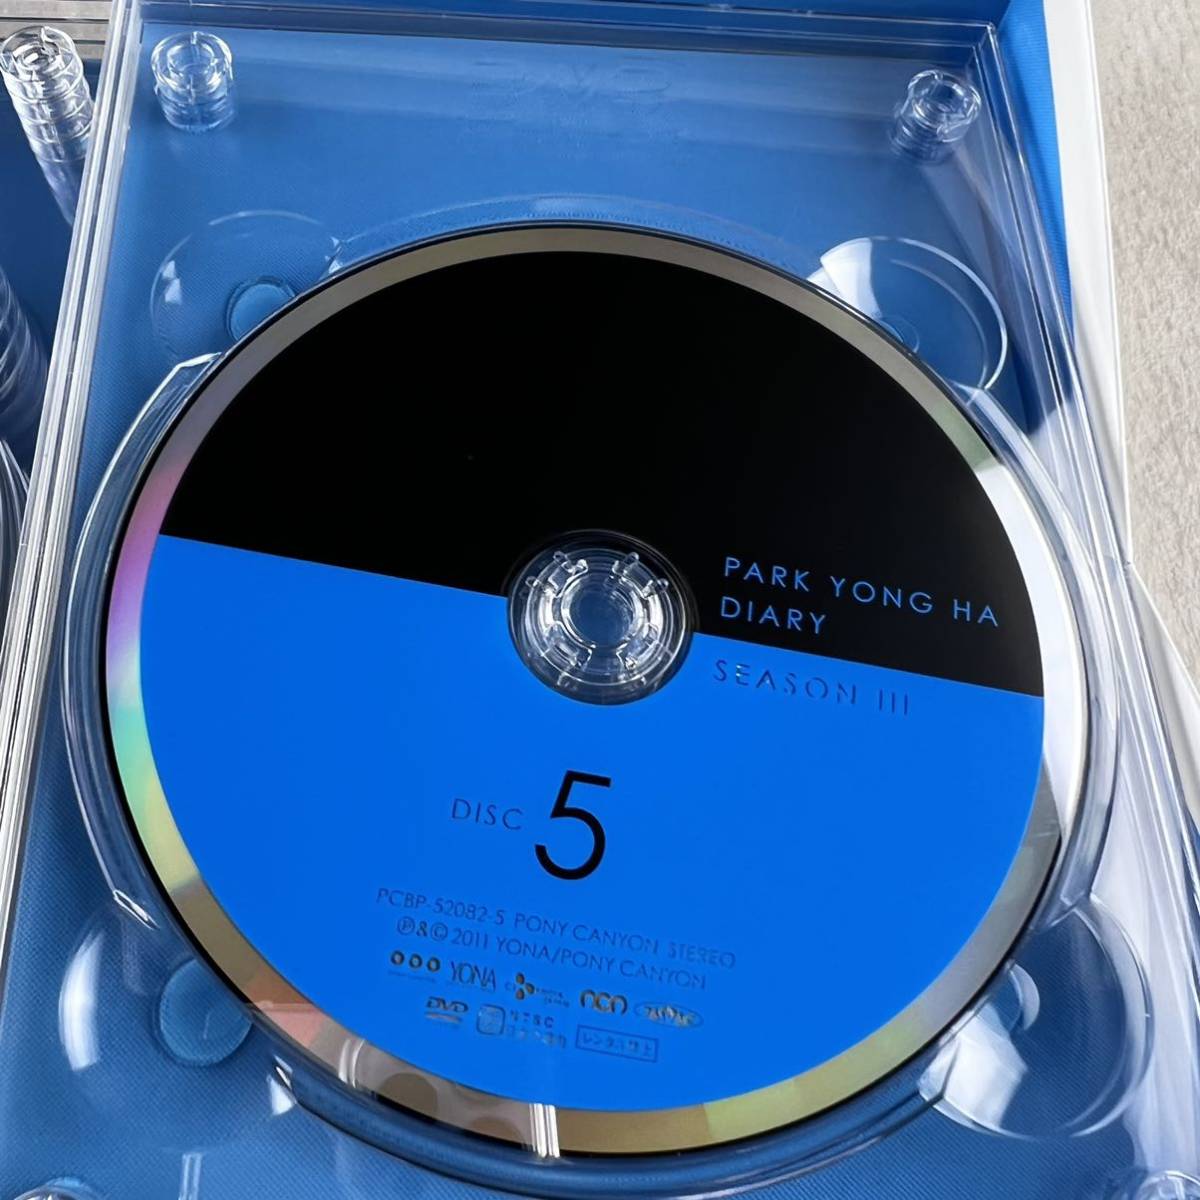 PARK YONG HA
DIARY
SEASON III
DISC 5
PCBP-52082-5 PONY CANYON STEREO
℗&© 2011 YONA/PONY CANYON
YONA
DVD NTSC レンタル禁止